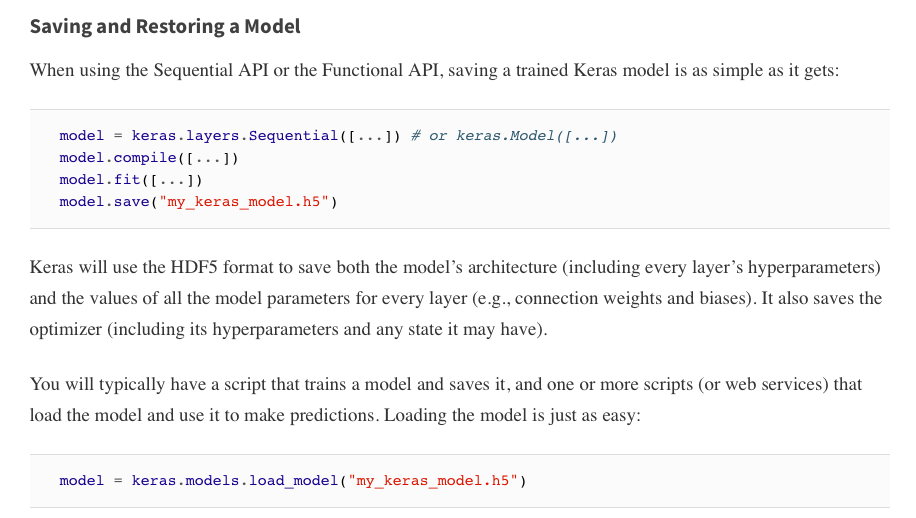 Saving and Restoring a Model
When using the Sequential API or the Functional API, saving a trained Keras model is as simple as it gets:
model = keras.layers.Sequential([...]) # or keras.Model([...])
model.compile([...])
model.fit([...])
model.save("my_keras_model.h5")
Keras will use the HDF5 format to save both the model’s architecture (including every layer’s hyperparameters)
and the values of all the model parameters for every layer (e.g., connection weights and biases). It also saves the
optimizer (including its hyperparameters and any state it may have).
You will typically have a script that trains a model and saves it, and one or more scripts (or web services) that
load the model and use it to make predictions. Loading the model is just as easy:
model = keras.models.load_model("my_keras_model.h5")